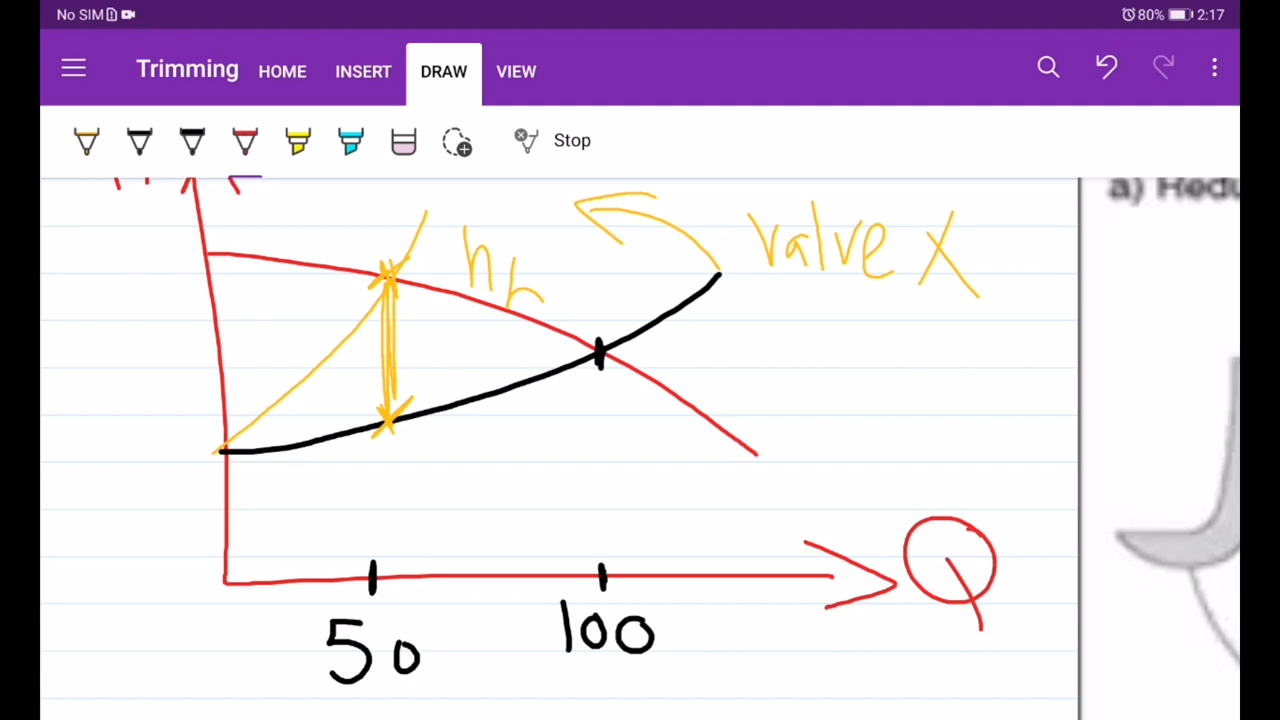 No SIM
80% 2:17
Trimming HOME INSERT DRAW VIEW
Stop
a) Redu
valve X
hL
Q
50
100